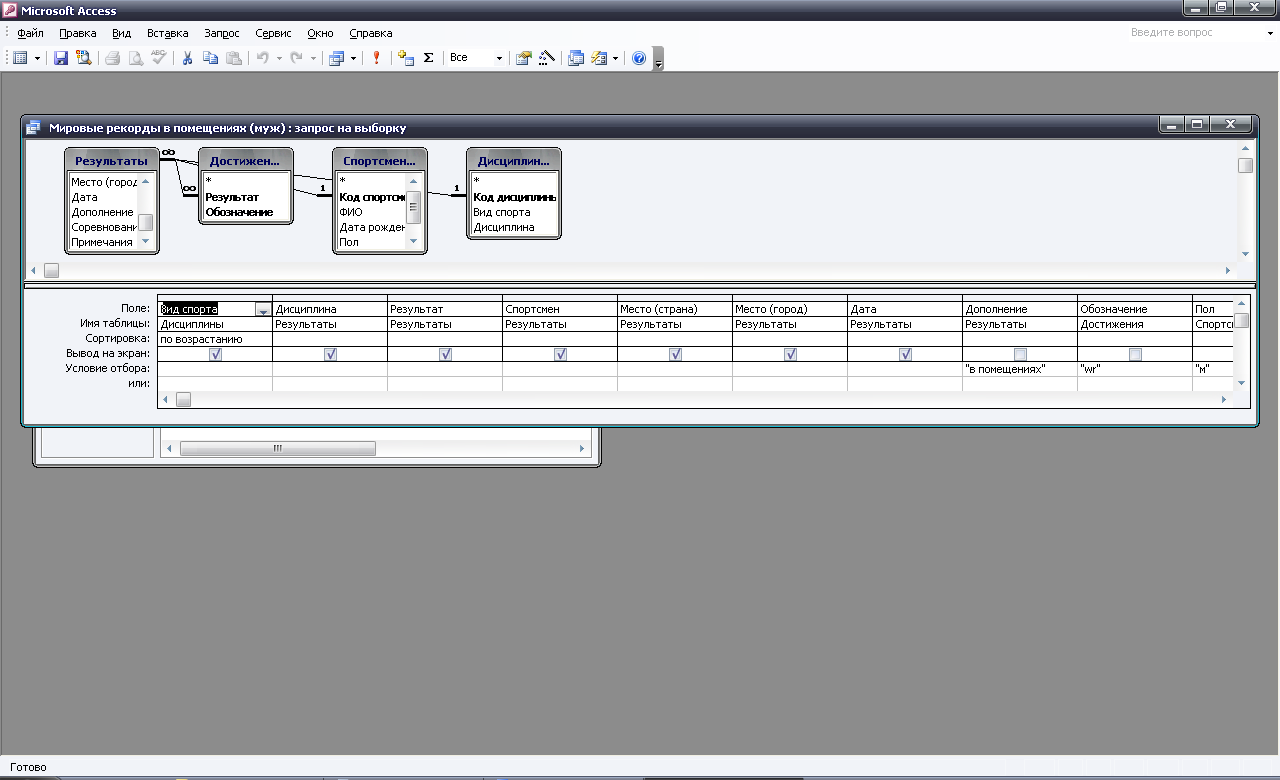 Microsoft Access
Файл Правка Вид Вставка Запрос Сервис Окно Справка Введите вопрос
Все
Мировые рекорды в помещениях (муж) : запрос на выборку
Результаты Достижен... Спортсмен... Дисциплин...
Место (город
Дата
Дополнение
Соревновани
Примечания
*
Результат
Обозначение
*
Код спортсм
ФИО
Дата рожден
Пол
*
Код дисциплины
Вид спорта
Дисциплина
∞ ∞ 1 1
Поле: Вид спорта Дисциплина Результат Спортсмен Место (страна) Место (город) Дата Дополнение Обозначение Пол
Имя таблицы: Дисциплины Результаты Результаты Результаты Результаты Результаты Результаты Результаты Достижения Спортс
Сортировка: по возрастанию
Вывод на экран:
Условие отбора: "в помещениях" "wr" "м"
или:
Готово